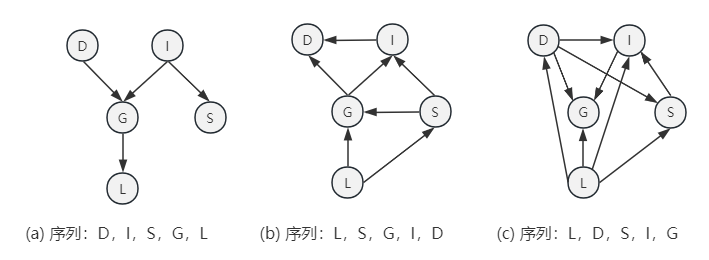 D I D I D I
G S G S G S
L L L
(a) 序列：D，I，S，G，L (b) 序列：L，S，G，I，D (c) 序列：L，D，S，I，G